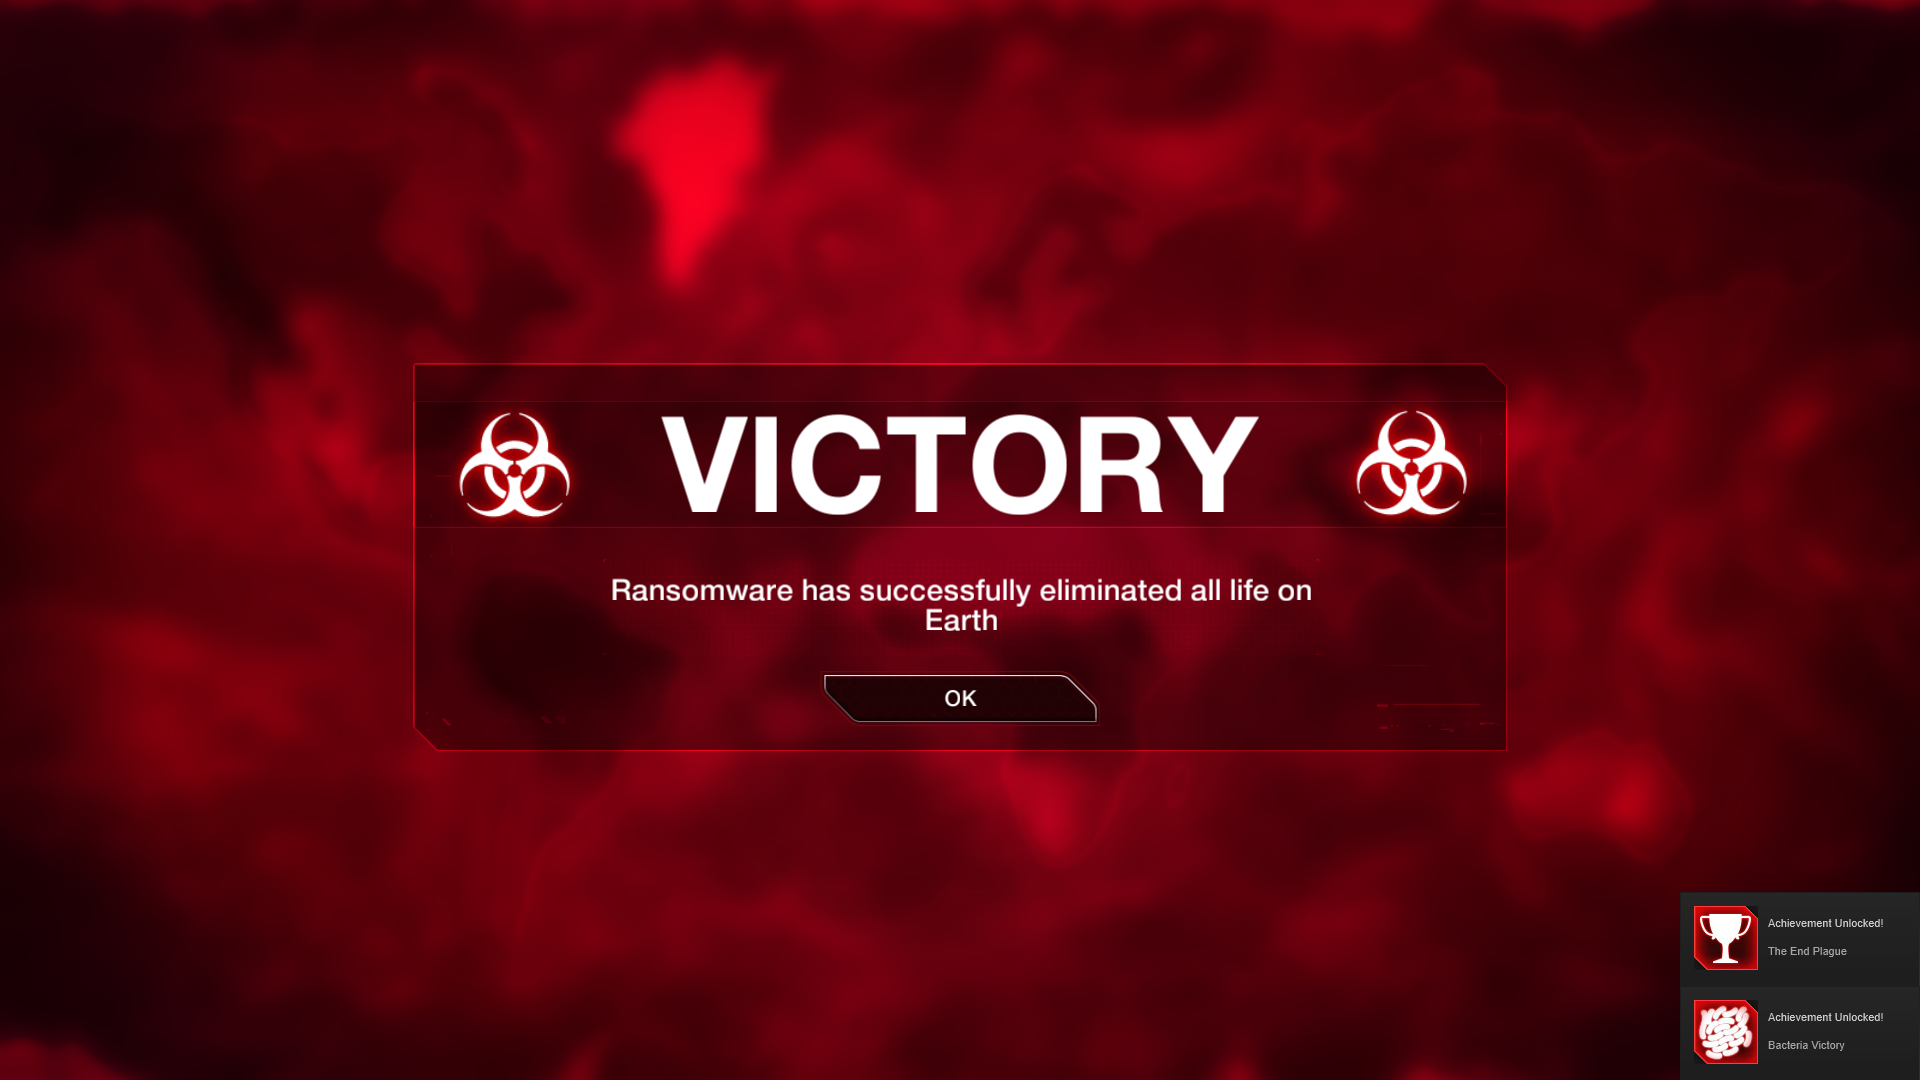 VICTORY
Ransomware has successfully eliminated all life on
Earth
OK
Achievement Unlocked!
The End Plague
Achievement Unlocked!
Bacteria Victory